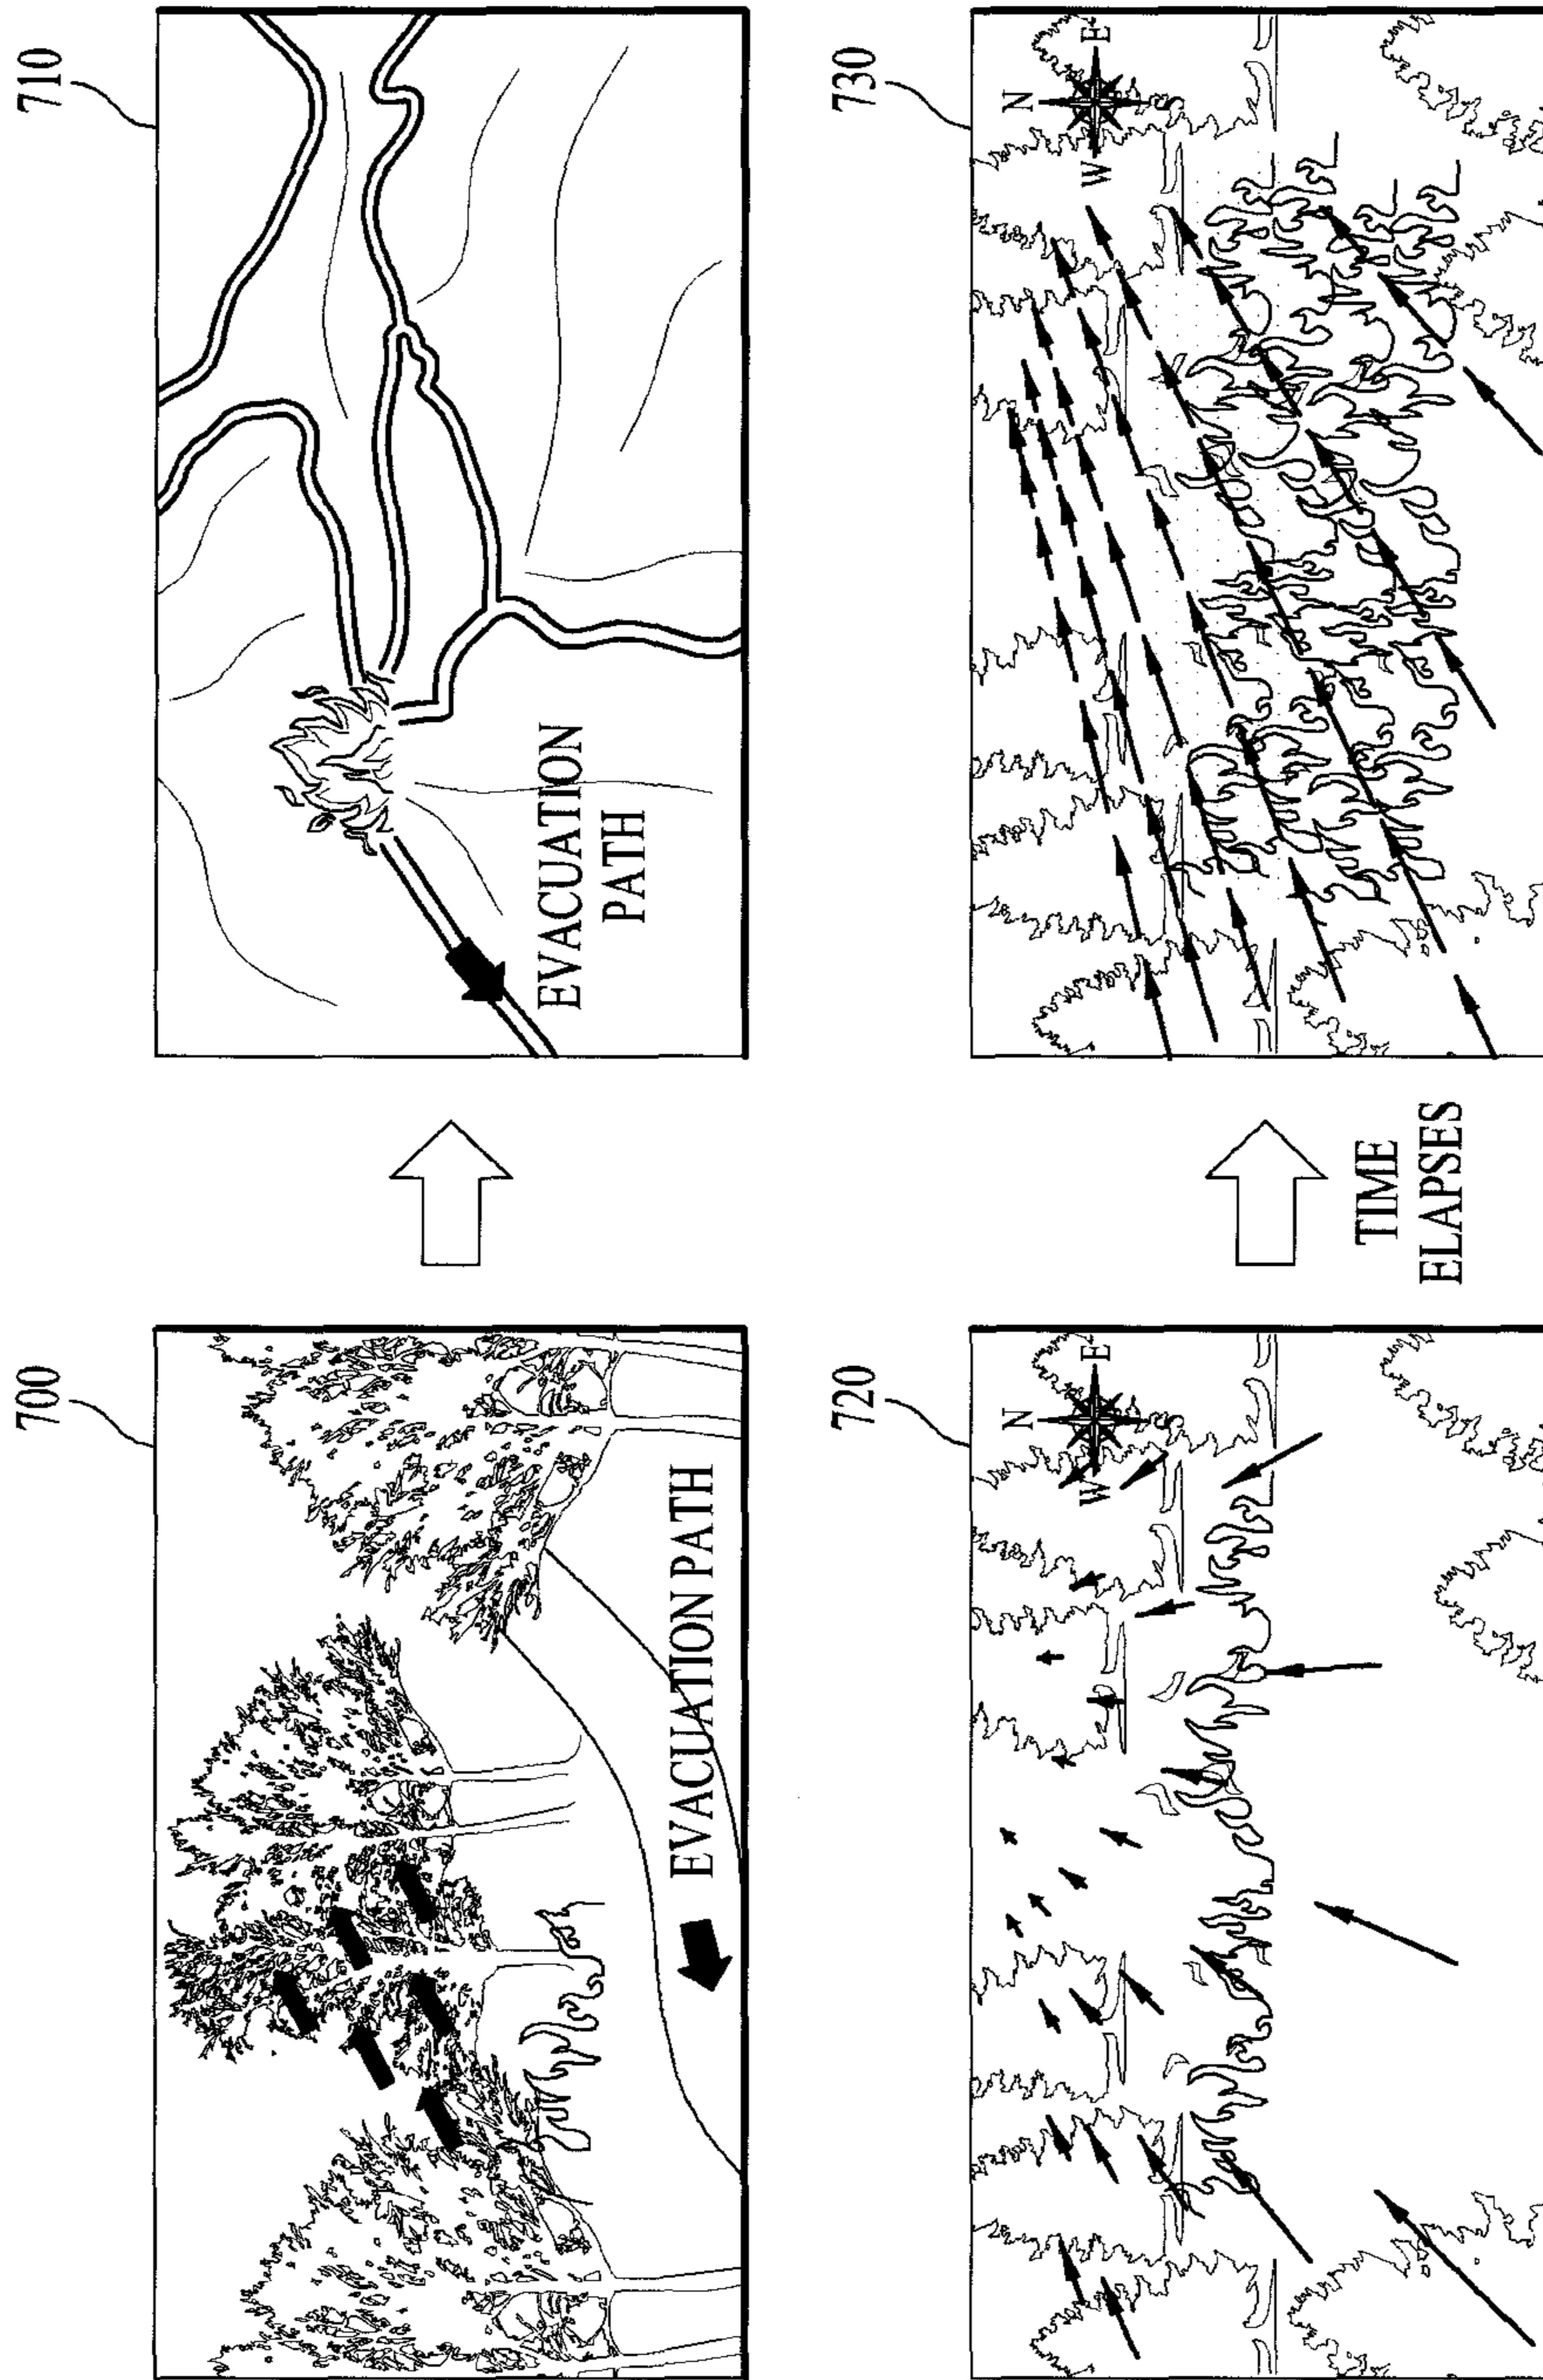 700
EVACUATION PATH
710
EVACUATION
PATH
720
N
W
E
TIME
ELAPSES
730
N
W
E